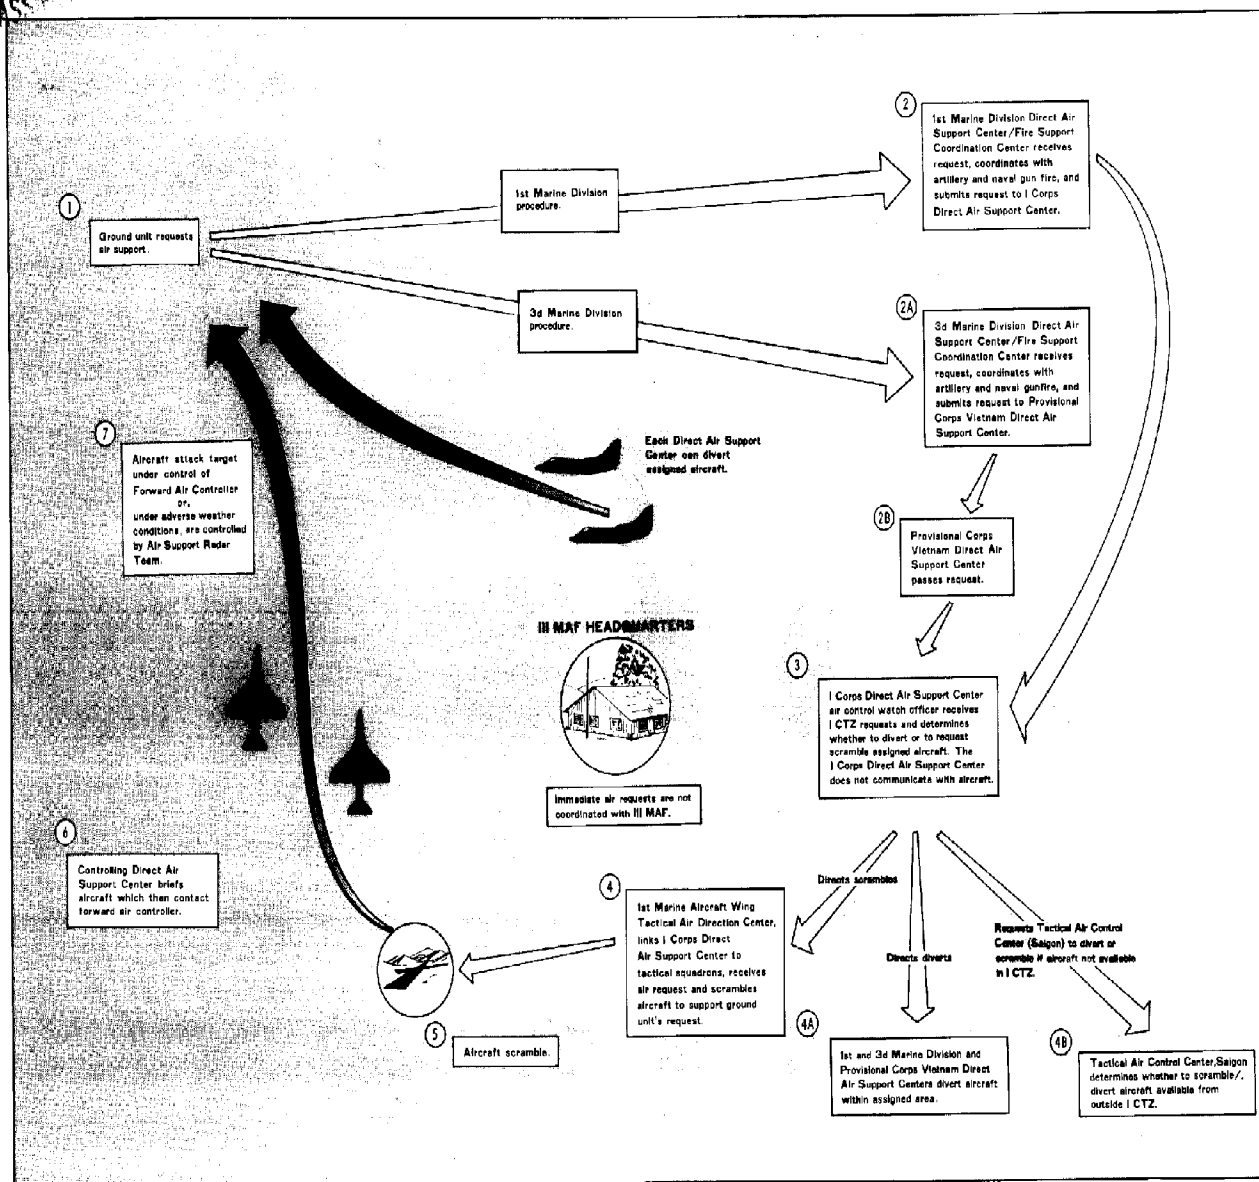 1
Ground unit requests
air support.
1st Marine Division
procedure.
3d Marine Division
procedure.
2
1st Marine Division Direct Air
Support Center/Fire Support
Coordination Center receives
request, coordinates with
artillery and naval gun fire, and
submits request to I Corps
Direct Air Support Center.
2A
3d Marine Division Direct Air
Support Center/Fire Support
Coordination Center receives
request, coordinates with
artillery and naval gunfire, and
submits request to Provisional
Corps Vietnam Direct Air
Support Center.
7
Aircraft attack target
under control of
Forward Air Controller
or,
under adverse weather
conditions, are controlled
by Air Support Radar
Team.
Each Direct Air Support
Center can divert
assigned aircraft.
2B
Provisional Corps
Vietnam Direct Air
Support Center
passes request.
III MAF HEADQUARTERS
Immediate air requests are not
coordinated with III MAF.
3
I Corps Direct Air Support Center
air control watch officer receives
I CTZ requests and determines
whether to divert or to request
scramble assigned aircraft. The
I Corps Direct Air Support Center
does not communicate with aircraft.
6
Controlling Direct Air
Support Center briefs
aircraft which then contact
forward air controller.
Directs scrambles
Directs diverts
Requests Tactical Air Control
Center (Saigon) to divert or
scramble if aircraft not available
in I CTZ.
4
1st Marine Aircraft Wing
Tactical Air Direction Center,
links I Corps Direct
Air Support Center to
tactical squadrons, receives
air request and scrambles
aircraft to support ground
unit's request.
5
Aircraft scramble.
4A
1st and 3d Marine Division and
Provisional Corps Vietnam Direct
Air Support Centers divert aircraft
within assigned area.
4B
Tactical Air Control Center, Saigon
determines whether to scramble/.
divert aircraft available from
outside I CTZ.